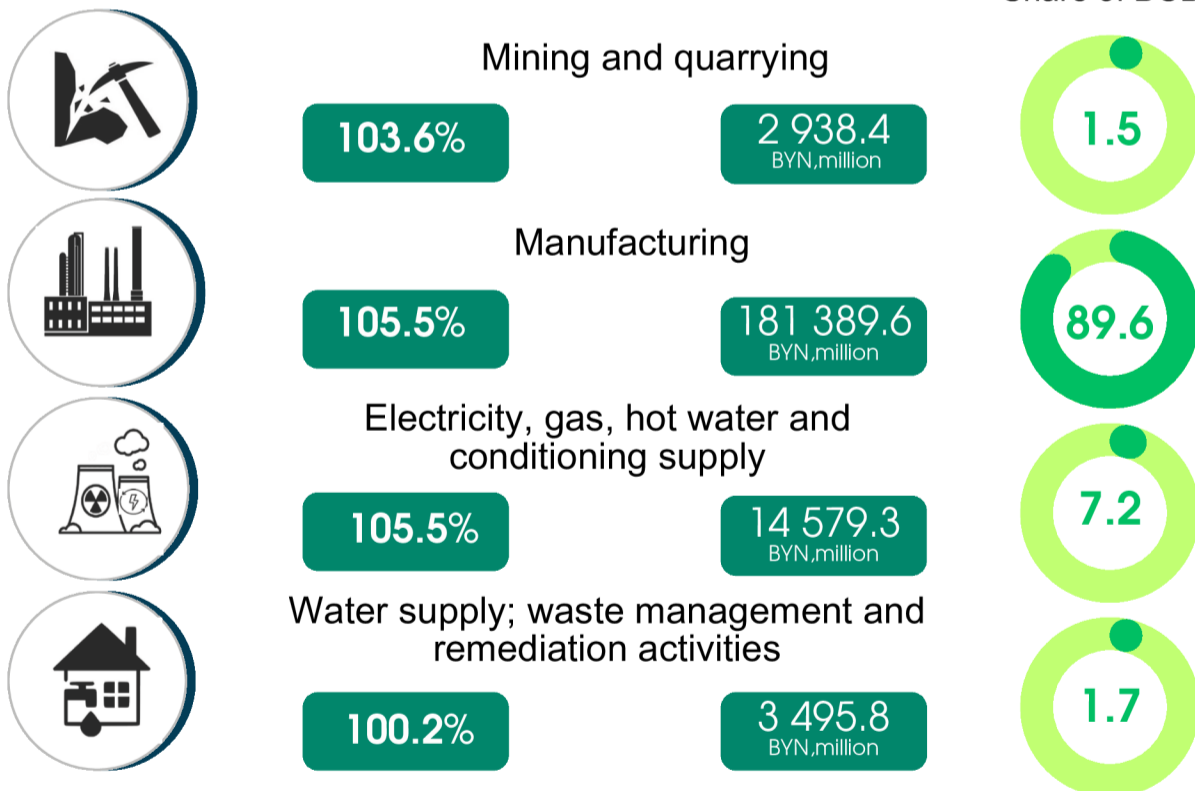 Mining and quarrying
103.6%
2 938.4
BYN,million
1.5
Manufacturing
105.5%
181 389.6
BYN,million
89.6
Electricity, gas, hot water and
conditioning supply
105.5%
14 579.3
BYN,million
7.2
Water supply; waste management and
remediation activities
100.2%
3 495.8
BYN,million
1.7